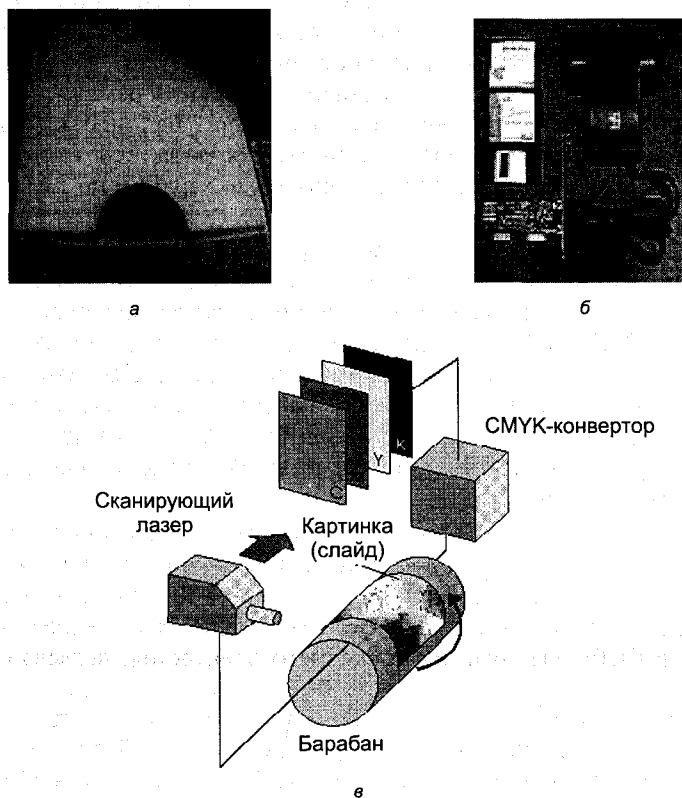 а
б
K
Y
C
CMYK-конвертор
Сканирующий
лазер
Картинка
(слайд)
Барабан
в